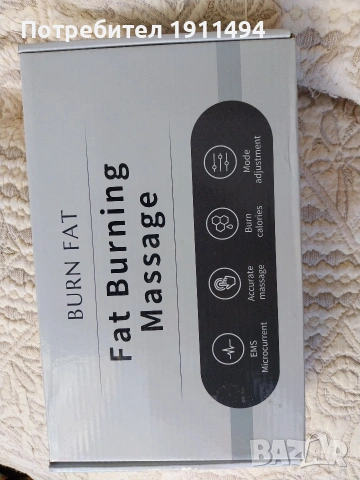 Потребител 1911494
BURN FAT
Fat Burning
Massage
EMS
Microcurrent
Accurate
massage
Burn
calories
Mode
adjustment
BAZAR